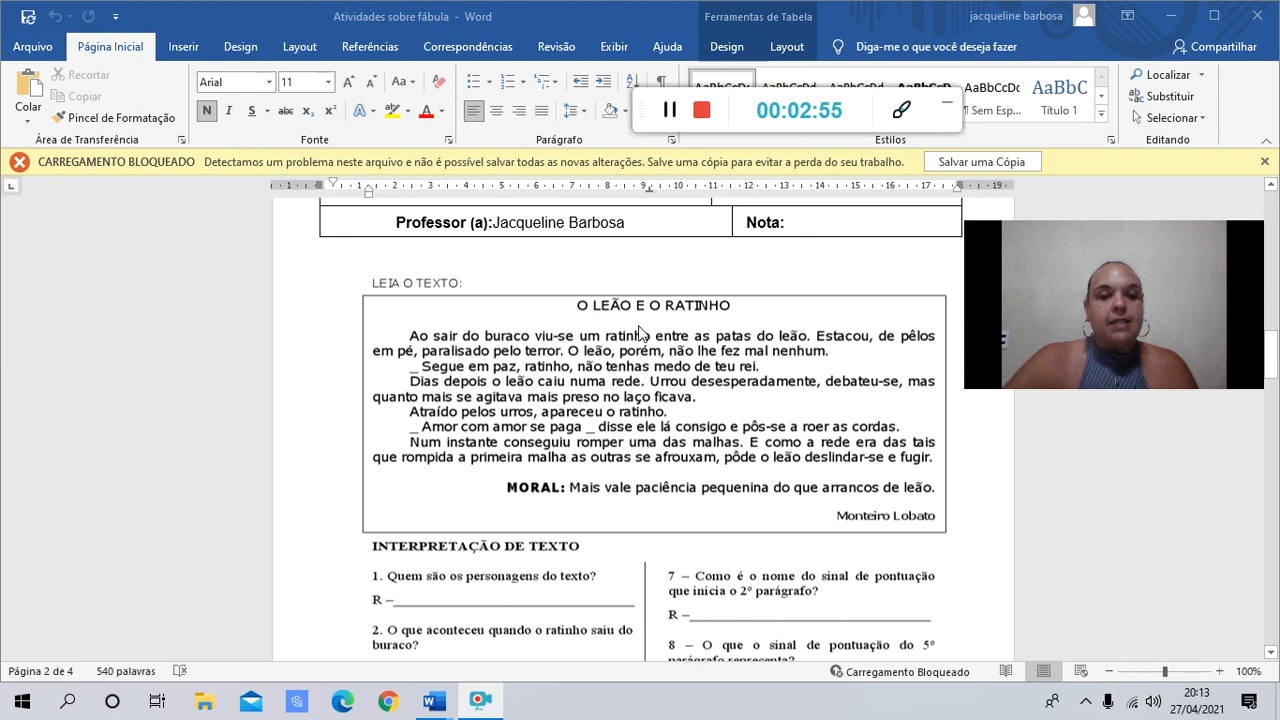 Atividades sobre fábula - Word
Ferramentas de Tabela
jacqueline barbosa
Arquivo Página Inicial Inserir Design Layout Referências Correspondências Revisão Exibir Ajuda Design Layout Diga-me o que você deseja fazer Compartilhar
Colar
Recortar
Copiar
Pincel de Formatação
Área de Transferência
Arial 11
N I S abc X₂ X²
Fonte
Parágrafo
AaBbC
¶ Sem Esp...
Título 1
Localizar
Substituir
Selecionar
Editando
00:02:55
CARREGAMENTO BLOQUEADO Detectamos um problema neste arquivo e não é possível salvar todas as novas alterações. Salve uma cópia para evitar a perda do seu trabalho. Salvar uma Cópia
Professor (a):Jacqueline Barbosa Nota:
LEIA O TEXTO:
O LEÃO E O RATINHO
Ao sair do buraco viu-se um ratinho entre as patas do leão. Estacou, de pêlos
em pé, paralisado pelo terror. O leão, porém, não lhe fez mal nenhum.
_ Segue em paz, ratinho, não tenhas medo de teu rei.
Dias depois o leão caiu numa rede. Urrou desesperadamente, debateu-se, mas
quanto mais se agitava mais preso no laço ficava.
Atraído pelos urros, apareceu o ratinho.
_ Amor com amor se paga _ disse ele lá consigo e pôs-se a roer as cordas.
Num instante conseguiu romper uma das malhas. E como a rede era das tais
que rompida a primeira malha as outras se afrouxam, pôde o leão deslindar-se e fugir.
MORAL: Mais vale paciência pequenina do que arrancos de leão.
Monteiro Lobato
INTERPRETAÇÃO DE TEXTO
1. Quem são os personagens do texto?
R –
2. O que aconteceu quando o ratinho saiu do
buraco?
7 – Como é o nome do sinal de pontuação
que inicia o 2º parágrafo?
R –
8 – O que o sinal de pontuação do 5º
parágrafo representa?
Página 2 de 4 540 palavras Carregamento Bloqueado 100%
20:13
27/04/2021